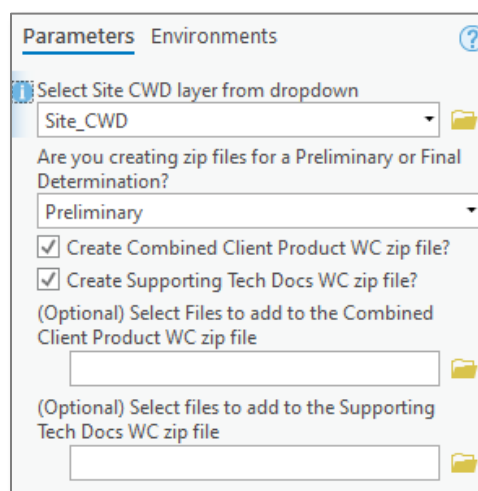 Parameters Environments
?
i Select Site CWD layer from dropdown
Site_CWD
Are you creating zip files for a Preliminary or Final
Determination?
Preliminary
Create Combined Client Product WC zip file?
Create Supporting Tech Docs WC zip file?
(Optional) Select Files to add to the Combined
Client Product WC zip file
(Optional) Select files to add to the Supporting
Tech Docs WC zip file